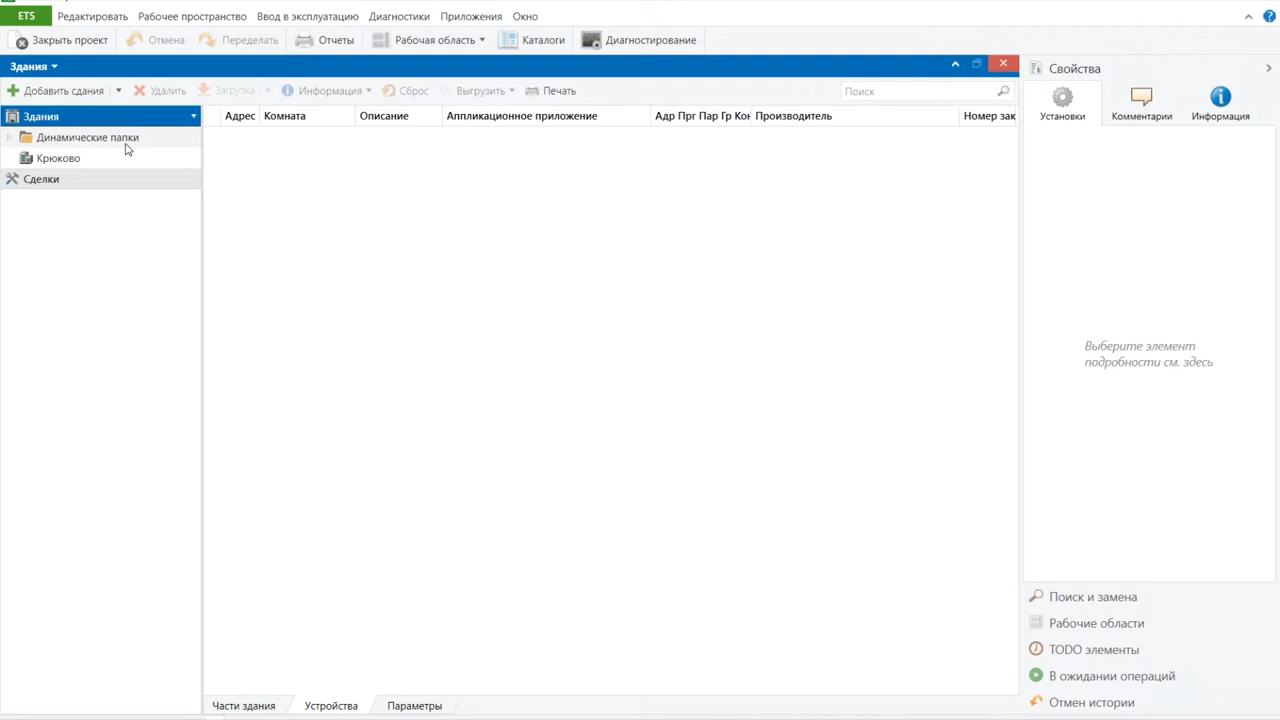 ETS Редактировать Рабочее пространство Ввод в эксплуатацию Диагностики Приложения Окно
Закрыть проект Отмена Переделать Отчеты Рабочая область Каталоги Диагностирование
Здания
Добавить сдания Удалить Загрузка Информация Сброс Выгрузить Печать Поиск
Здания
Динамические папки
Крюково
Сделки
Адрес Комната Описание Аппликационное приложение Адр Прг Пар Гр Кон Производитель Номер зак
Части здания Устройства Параметры
Свойства
Установки Комментарии Информация
Выберите элемент
подробности см. здесь
Поиск и замена
Рабочие области
TODO элементы
В ожидании операций
Отмен истории